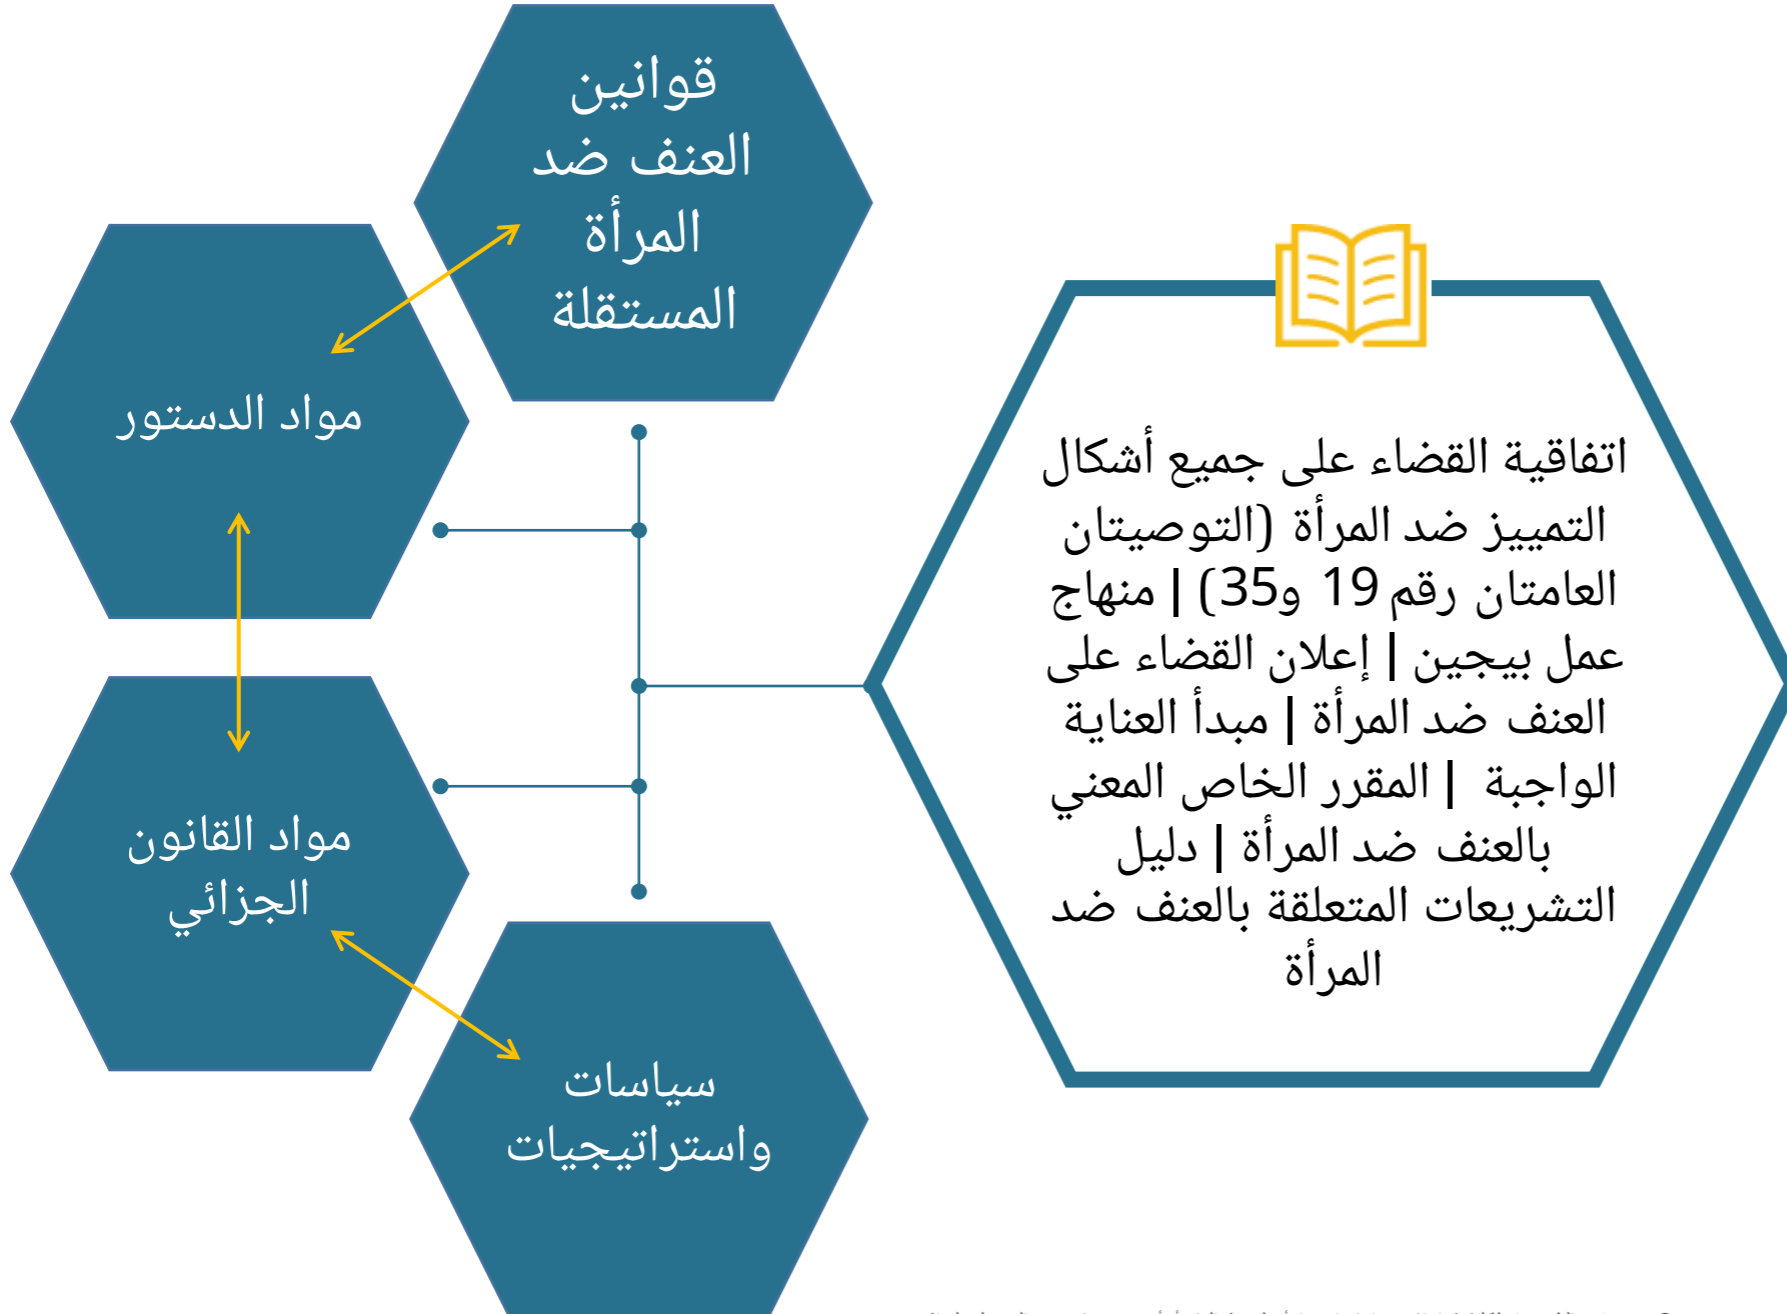 قوانين
العنف ضد
المرأة
المستقلة
مواد الدستور
مواد القانون
الجزائي
سياسات
واستراتيجيات
اتفاقية القضاء على جميع أشكال
التمييز ضد المرأة (التوصيتان
العامتان رقم 19 و35) | منهاج
عمل بيجين | إعلان القضاء على
العنف ضد المرأة | مبدأ العناية
الواجبة | المقرر الخاص المعني
بالعنف ضد المرأة | دليل
التشريعات المتعلقة بالعنف ضد
المرأة